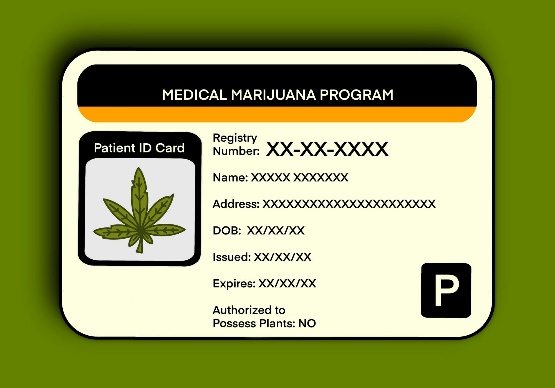 MEDICAL MARIJUANA PROGRAM
Patient ID Card
Registry
Number: XX-XX-XXXX
Name: XXXXX XXXXXXX
Address: XXXXXXXXXXXXXXXXXXXXXX
DOB: XX/XX/XX
Issued: XX/XX/XX
Expires: XX/XX/XX
P
Authorized to
Possess Plants: NO